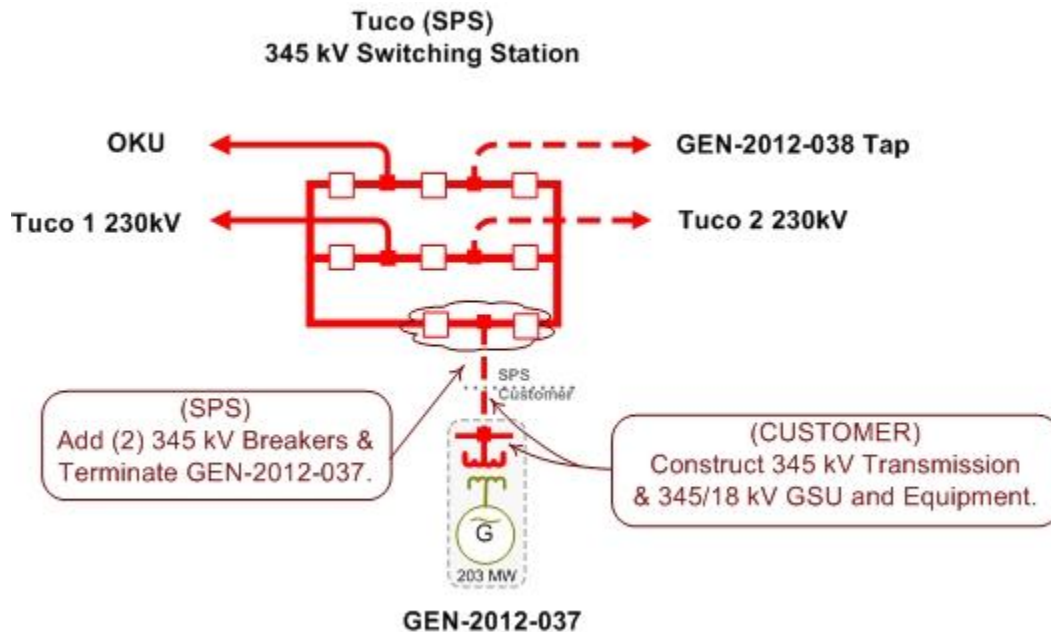 Tuco (SPS)
345 kV Switching Station
OKU
GEN-2012-038 Tap
Tuco 1 230kV
Tuco 2 230kV
SPS
Customer
(SPS)
Add (2) 345 kV Breakers &
Terminate GEN-2012-037.
(CUSTOMER)
Construct 345 kV Transmission
& 345/18 kV GSU and Equipment.
G
203 MW
GEN-2012-037